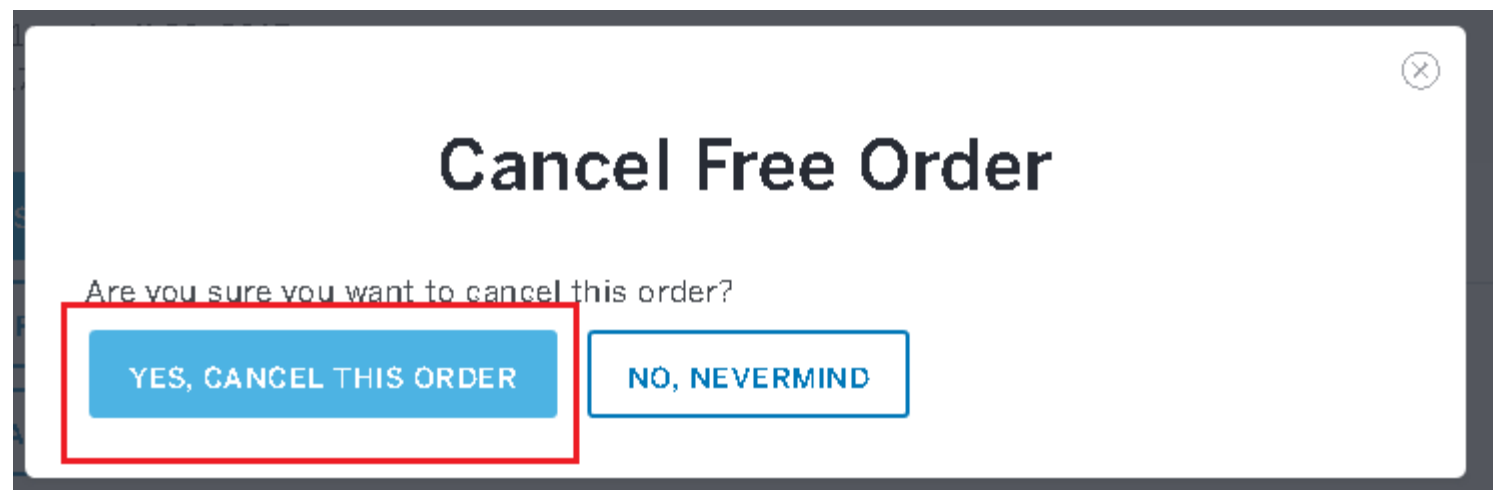 Cancel Free Order
Are you sure you want to cancel this order?
YES, CANCEL THIS ORDER
NO, NEVERMIND